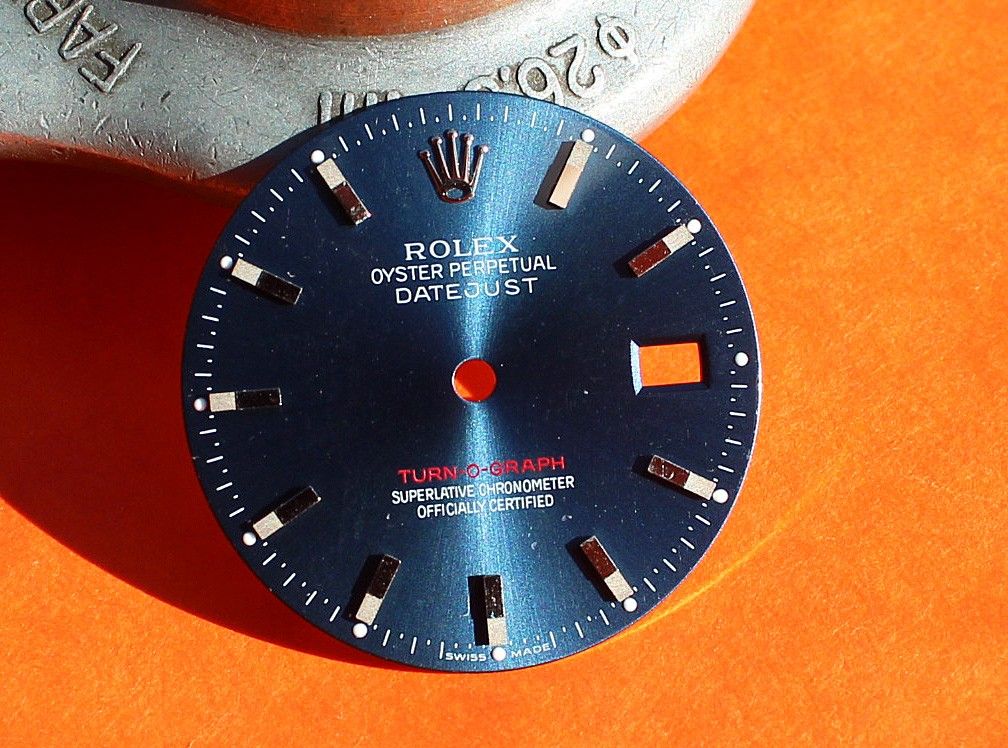 ROLEX
OYSTER PERPETUAL
DATEJUST
TURN-O-GRAPH
SUPERLATIVE CHRONOMETER
OFFICIALLY CERTIFIED
SWISS MADE